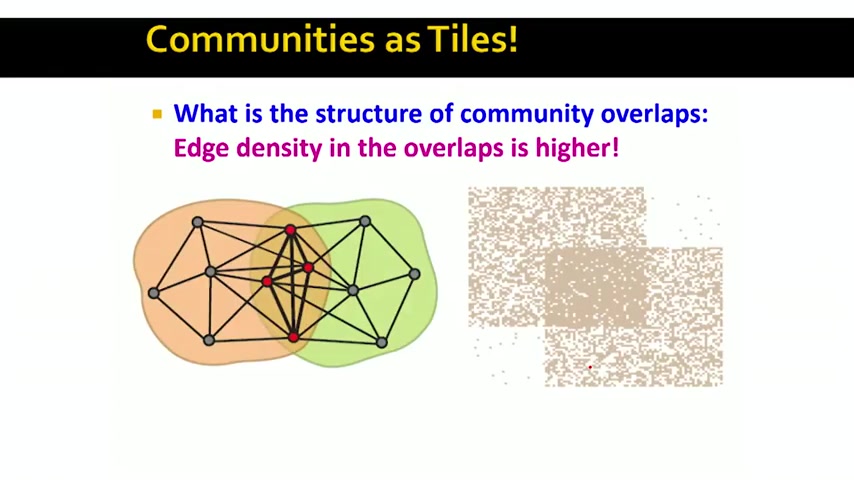 Communities as Tiles!
What is the structure of community overlaps:
Edge density in the overlaps is higher!